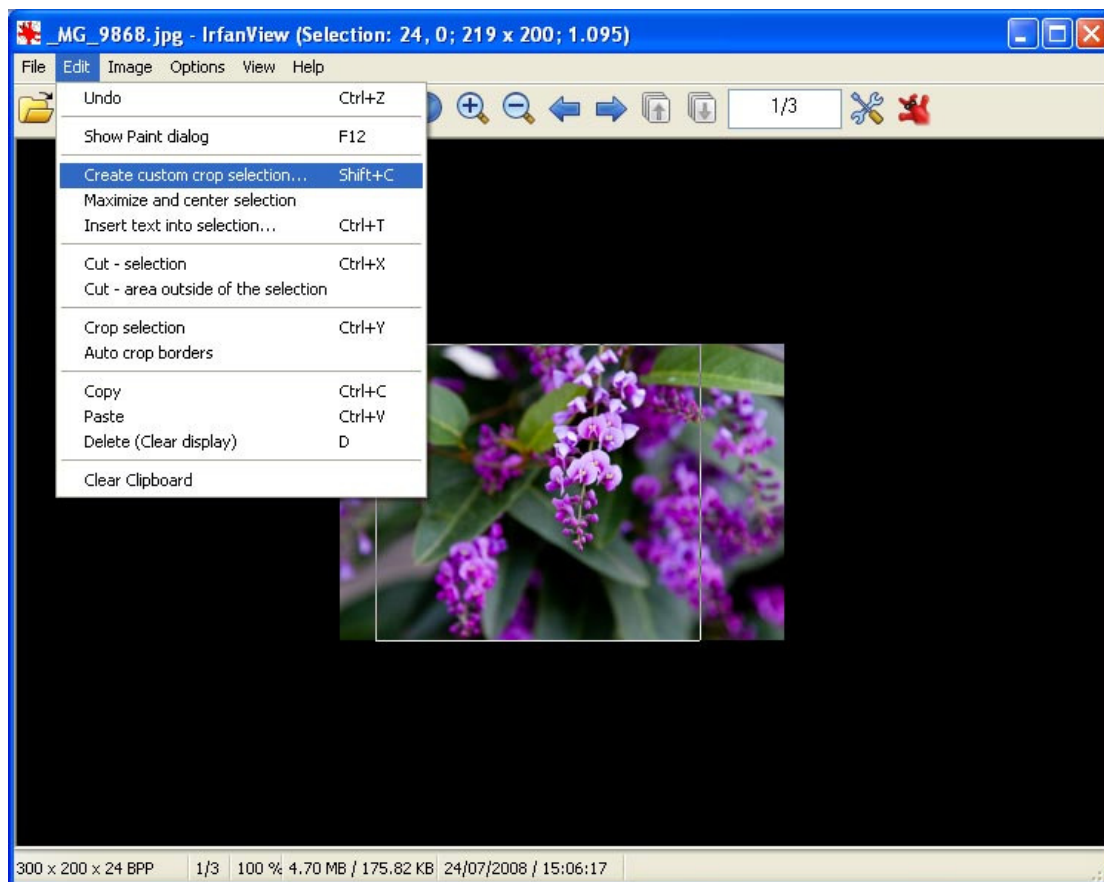 _MG_9868.jpg - IrfanView (Selection: 24, 0; 219 x 200; 1.095)
File Edit Image Options View Help
1/3
Undo Ctrl+Z
Show Paint dialog F12
Create custom crop selection... Shift+C
Maximize and center selection
Insert text into selection... Ctrl+T
Cut - selection Ctrl+X
Cut - area outside of the selection
Crop selection Ctrl+Y
Auto crop borders
Copy Ctrl+C
Paste Ctrl+V
Delete (Clear display) D
Clear Clipboard
300 x 200 x 24 BPP 1/3 100 % 4.70 MB / 175.82 KB 24/07/2008 / 15:06:17